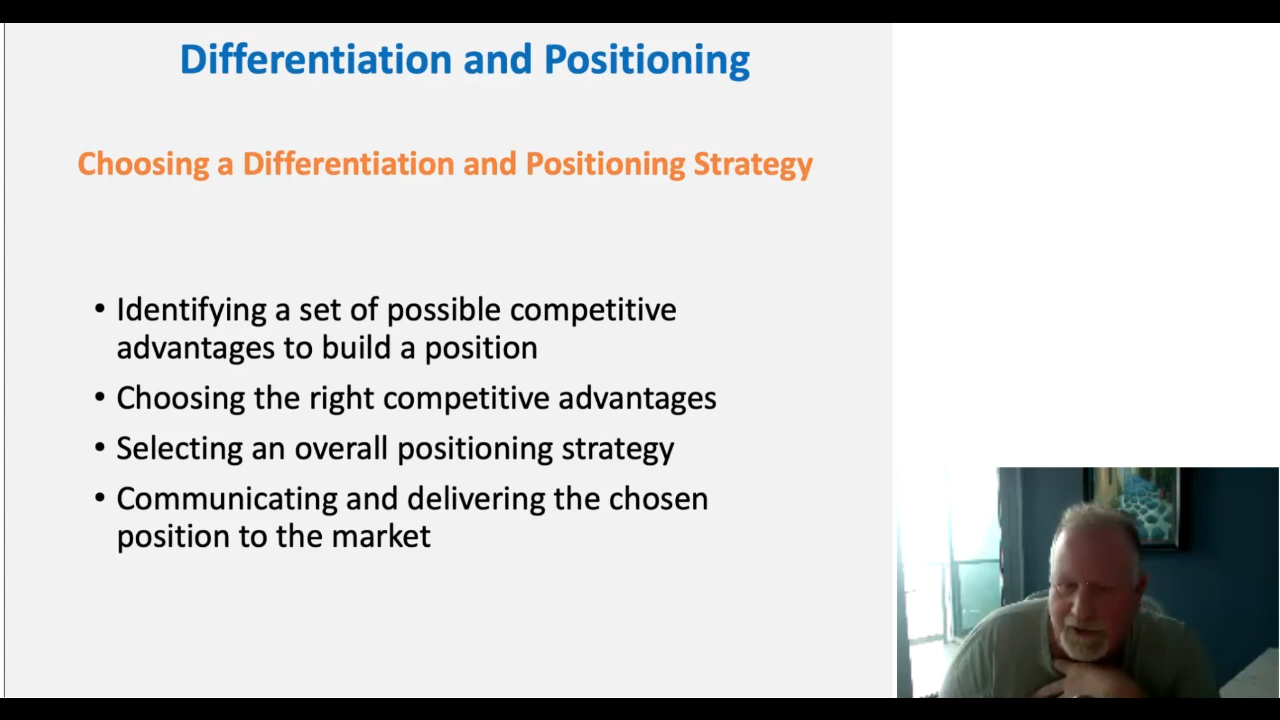 Differentiation and Positioning
Choosing a Differentiation and Positioning Strategy
• Identifying a set of possible competitive
advantages to build a position
• Choosing the right competitive advantages
• Selecting an overall positioning strategy
• Communicating and delivering the chosen
position to the market